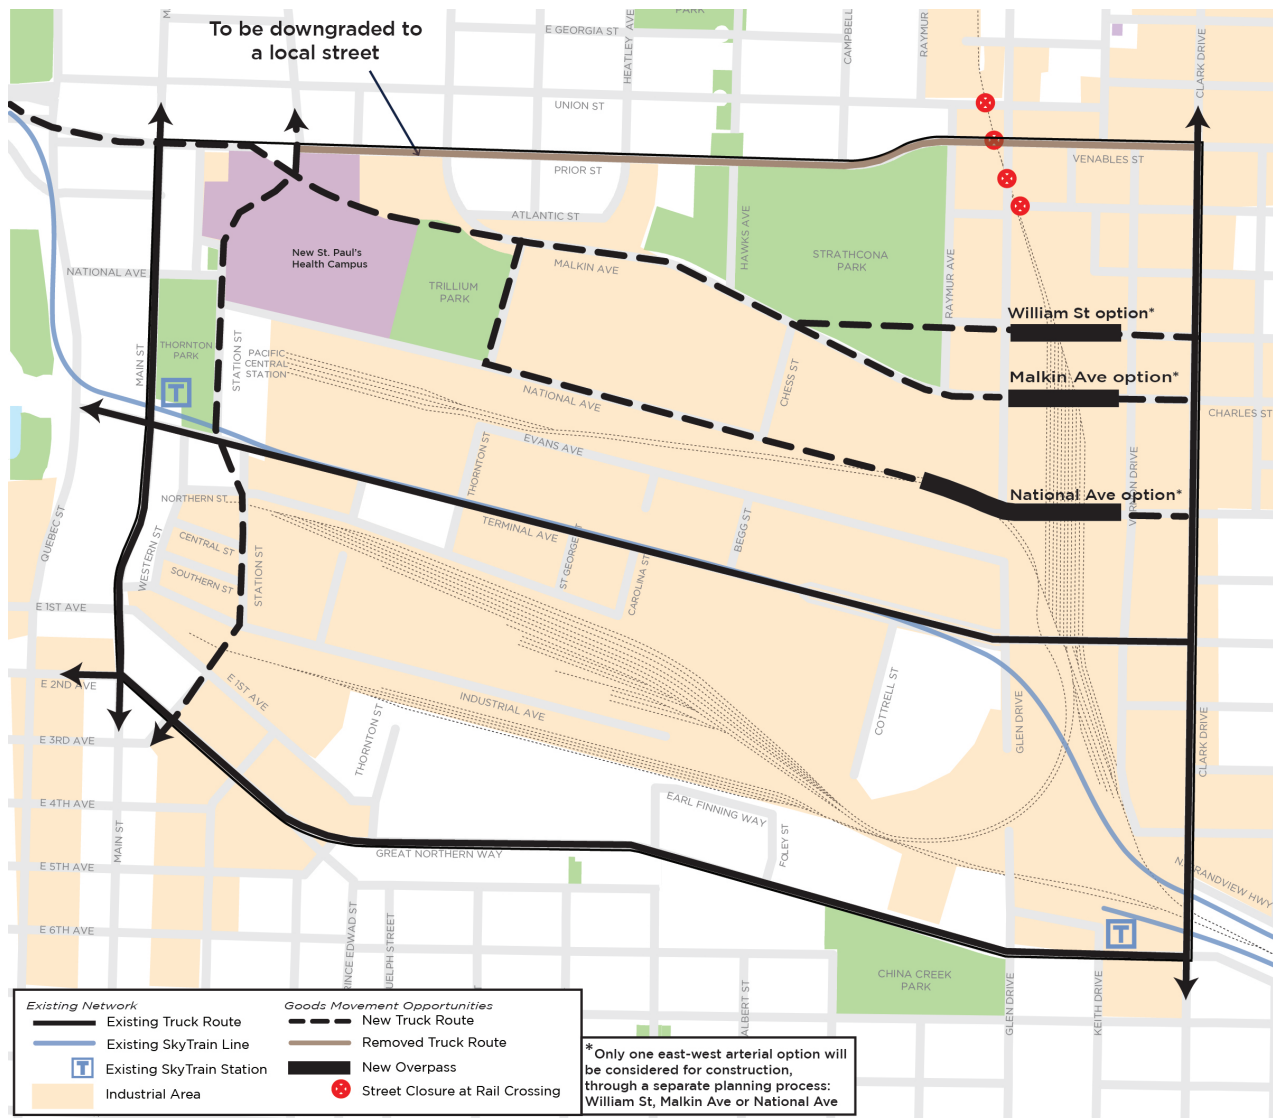 PARK
M
To be downgraded to
a local street
E GEORGIA ST
HEATLEY AVE
CAMPBELL
RAYMUR
CLARK DRIVE
UNION ST
PRIOR ST
VENABLES ST
ATLANTIC ST
HAWKS AVE
New St. Paul's
Health Campus
STRATHCONA
PARK
MALKIN AVE
NATIONAL AVE
TRILLIUM
PARK
RAYMUR AVE
William St option*
THORNTON
PARK
MAIN ST
STATION ST
PACIFIC
CENTRAL
STATION
Malkin Ave option*
CHESS ST
NATIONAL AVE
CHARLES ST
EVANS AVE
THORNTON ST
VERNON DRIVE
National Ave option*
NORTHERN ST
QUEBEC ST
WESTERN ST
CENTRAL ST
TERMINAL AVE
BEGG ST
ST GEORGE
SOUTHERN ST
STATION ST
CAROLINA ST
E 1ST AVE
E 2ND AVE
E 1ST AVE
INDUSTRIAL AVE
COTTRELL ST
GLEN DRIVE
THORNTON ST
CLARK DRIVE
E 3RD AVE
E 4TH AVE
EARL FINNING WAY
FOLEY ST
MAIN ST
GREAT NORTHERN WAY
E 5TH AVE
N GRANDVIEW HWY
E 6TH AVE
RINCE EDWARD ST
UELPH STREET
T
T
CHINA CREEK
PARK
ALBERT ST
GLEN DRIVE
KEITH DRIVE
Existing Network
Goods Movement Opportunities
Existing Truck Route
New Truck Route
Existing SkyTrain Line
Removed Truck Route
T
Existing SkyTrain Station
New Overpass
Industrial Area
Street Closure at Rail Crossing
*Only one east-west arterial option will
be considered for construction,
through a separate planning process:
William St, Malkin Ave or National Ave